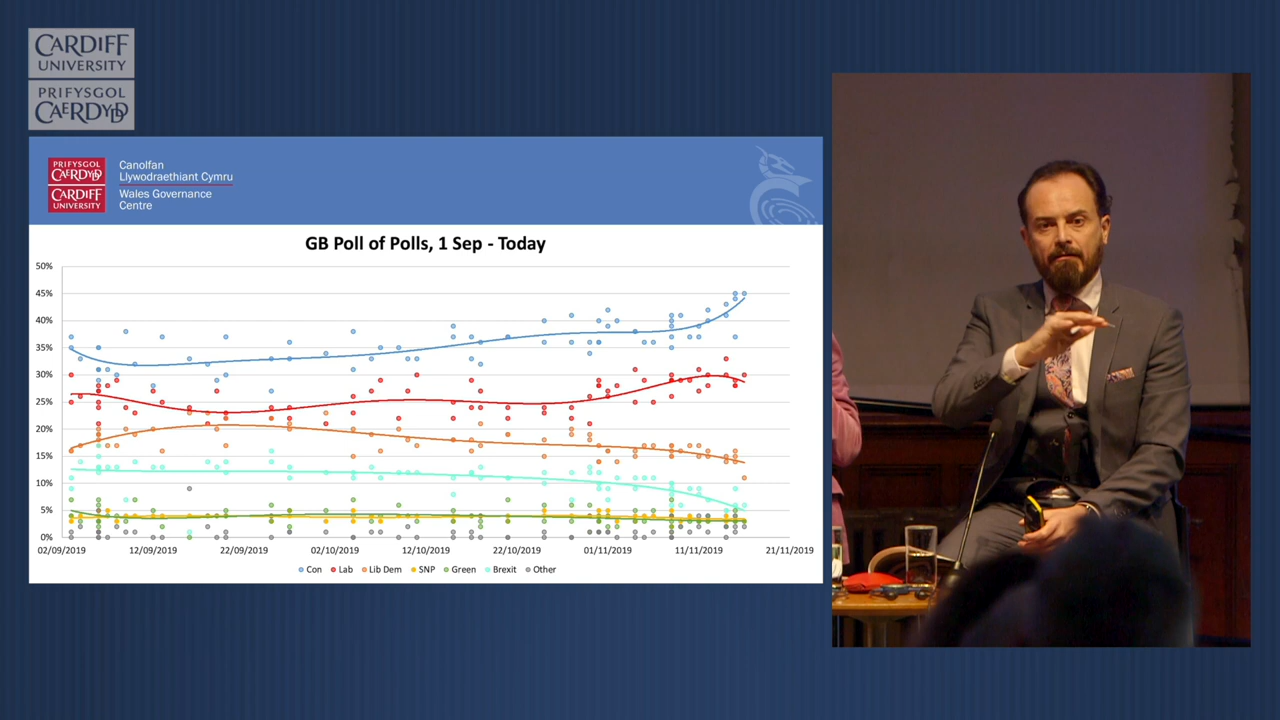 CARDIFF
UNIVERSITY
PRIFYSGOL
CAERDYDD
PRIFYSGOL
CAERDYDD
CARDIFF
UNIVERSITY
Canolfan
Llywodraethiant Cymru
Wales Governance
Centre
GB Poll of Polls, 1 Sep - Today
50%
45%
40%
35%
30%
25%
20%
15%
10%
5%
0%
02/09/2019 12/09/2019 22/09/2019 02/10/2019 12/10/2019 22/10/2019 01/11/2019 11/11/2019 21/11/2019
Con Lab Lib Dem SNP Green Brexit Other